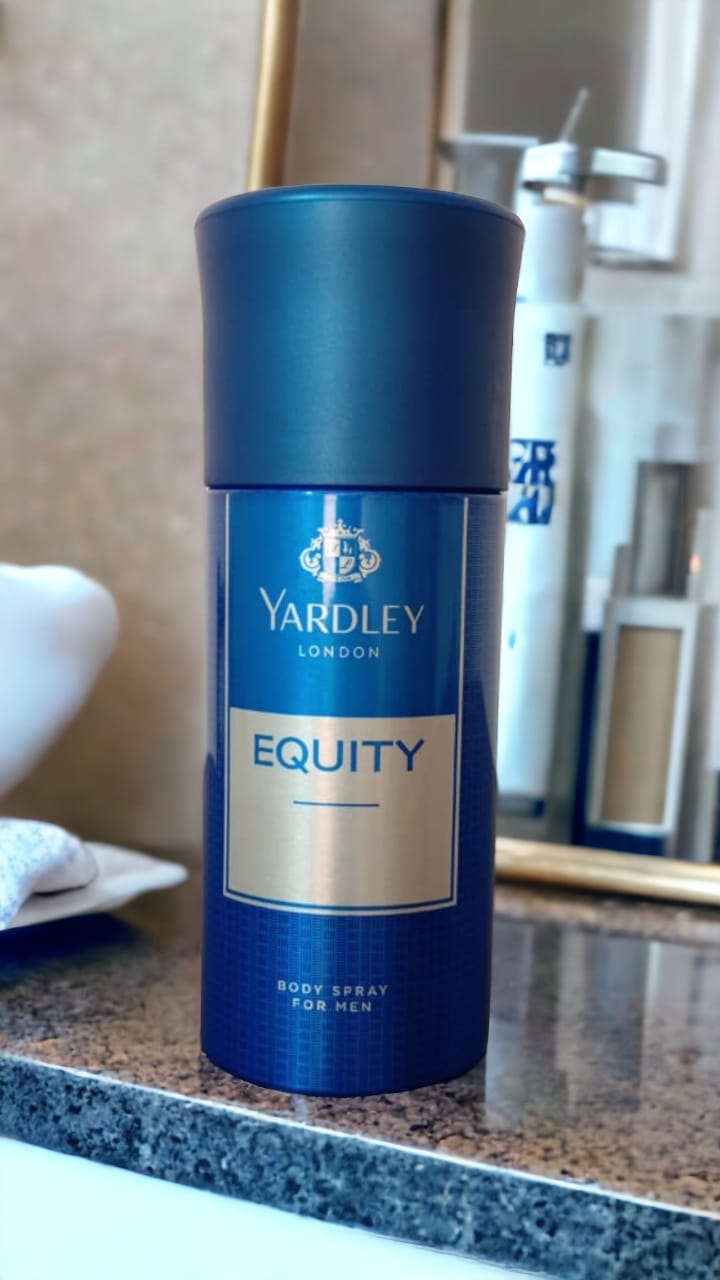 YARDLEY
LONDON
EQUITY
BODY SPRAY
FOR MEN